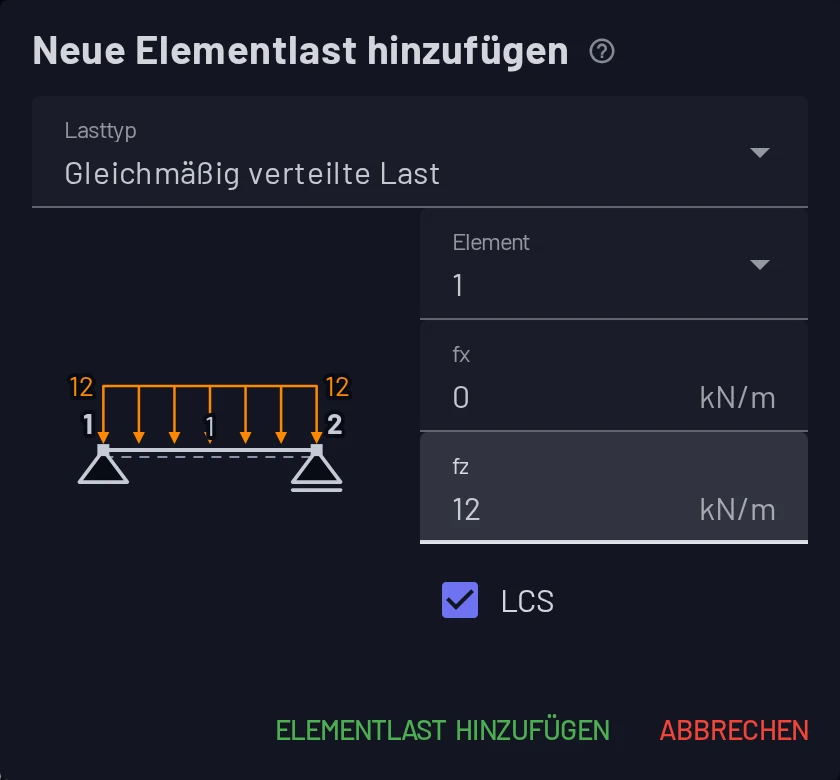 Neue Elementlast hinzufügen ?
Lasttyp
Gleichmäßig verteilte Last
Element
1
fx
0 kN/m
fz
12 kN/m
LCS
12 12
1 1 2
ELEMENTLAST HINZUFÜGEN ABBRECHEN